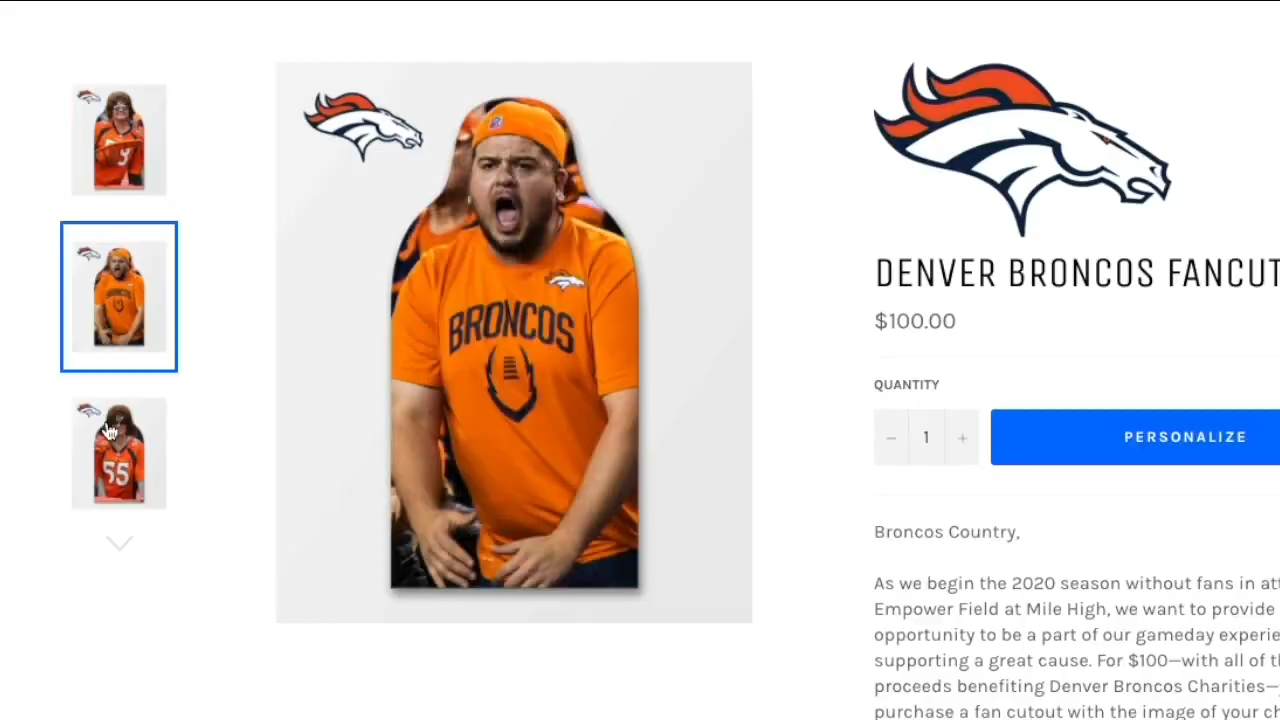 BRONCOS
55
DENVER BRONCOS FANCUT
$100.00
QUANTITY
− 1 +
PERSONALIZE
Broncos Country,
As we begin the 2020 season without fans in att
Empower Field at Mile High, we want to provide
opportunity to be a part of our gameday experie
supporting a great cause. For $100—with all of t
proceeds benefiting Denver Broncos Charities—
purchase a fan cutout with the image of your ch